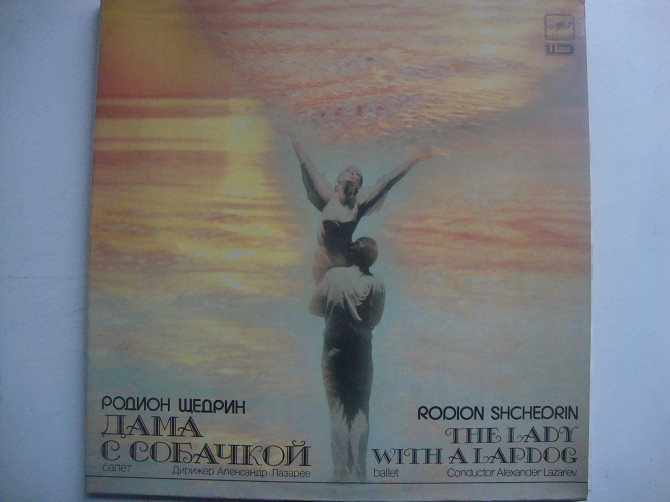 РОДИОН ЩЕДРИН
ДАМА
С СОБАЧКОЙ
балет Дирижер Александр Лазарев
RODION SHCHEDRIN
THE LADY
WITH A LAPDOG
ballet Conductor Alexander Lazarev